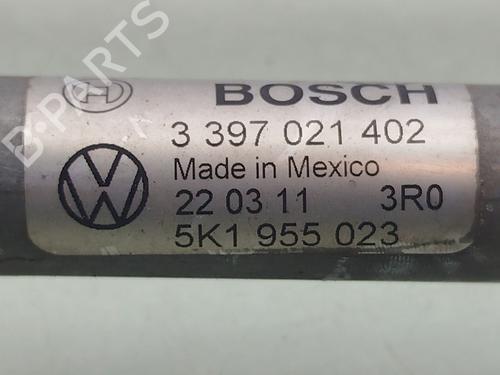 B-PARTS
BOSCH
3 397 021 402
Made in Mexico
22 03 11 3R0
5K1 955 023